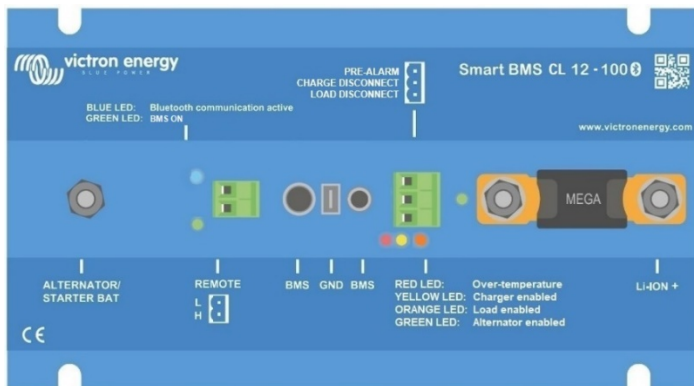 victron energy
BLUE POWER
PRE-ALARM
CHARGE DISCONNECT
LOAD DISCONNECT
Smart BMS CL 12 - 100
BLUE LED: Bluetooth communication active
GREEN LED: BMS ON
www.victronenergy.com
MEGA
ALTERNATOR/
STARTER BAT
REMOTE
L
H
BMS
GND
BMS
RED LED: Over-temperature
YELLOW LED: Charger enabled
ORANGE LED: Load enabled
GREEN LED: Alternator enabled
Li-ION +
CE